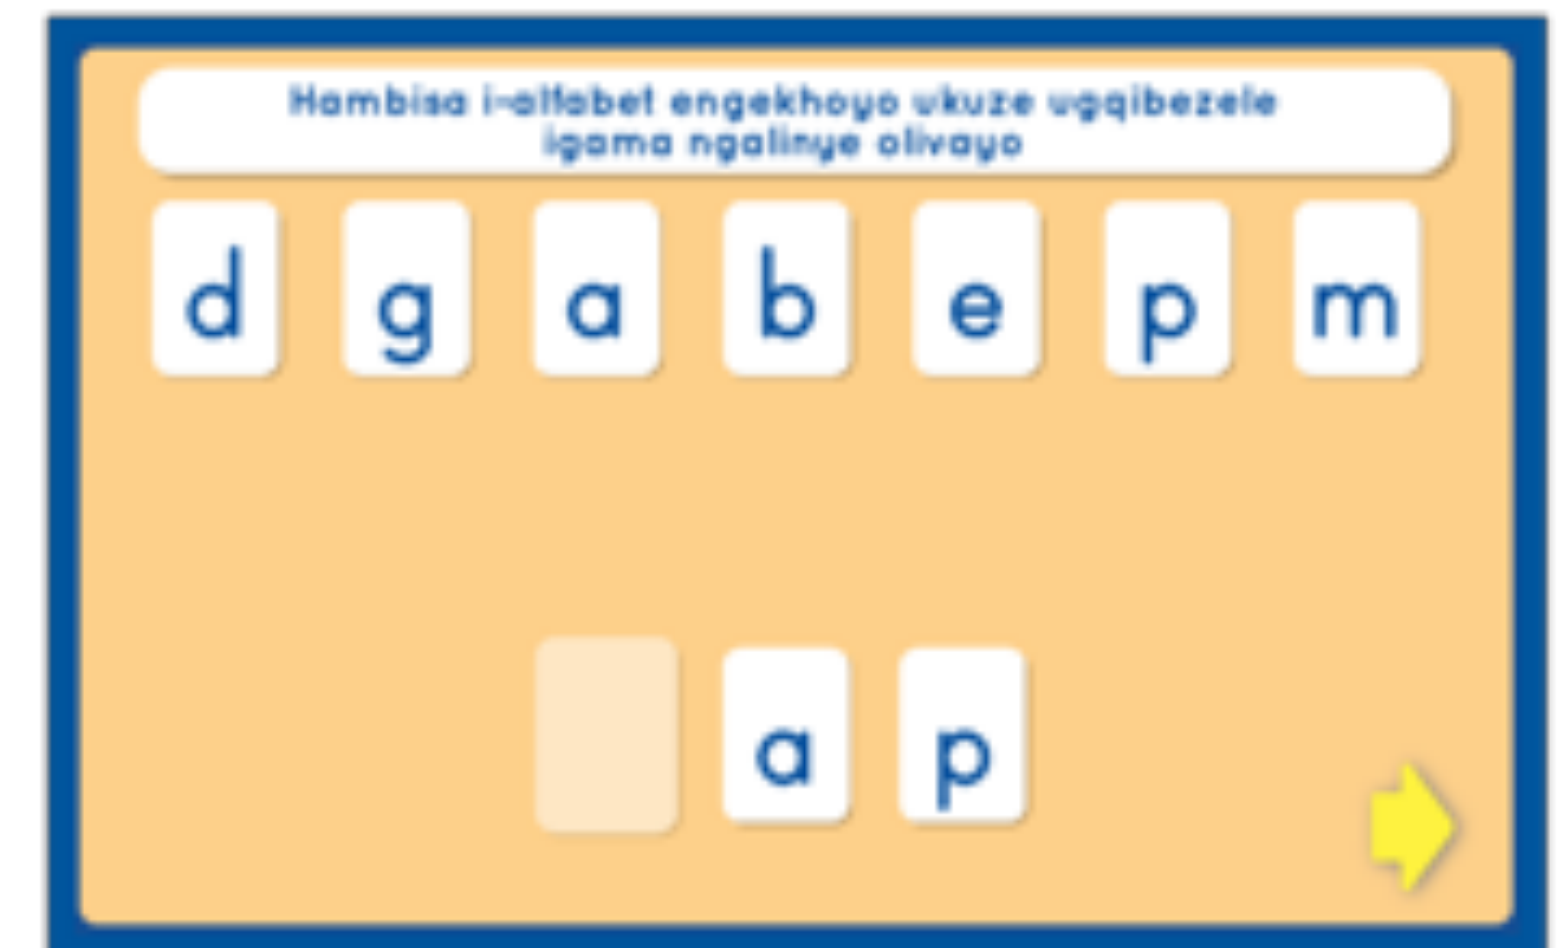 Hambisa i-alfabet engekhoyo ukuze ugqibezele
igama ngalinye olivayo
d g a b e p m
a p